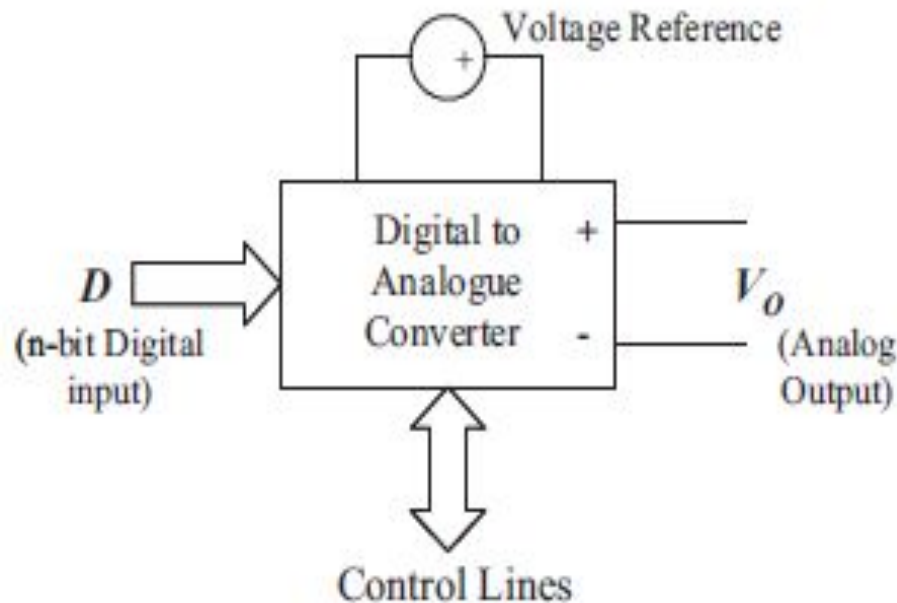 Voltage Reference
Digital to +
Analogue
Converter -
D
(n-bit Digital
input)
Vo
(Analog
Output)
Control Lines
+